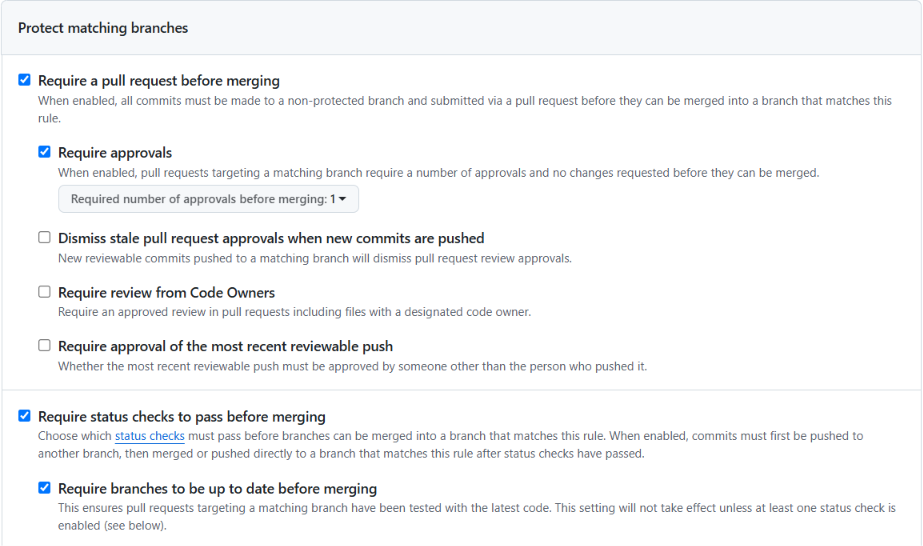 Protect matching branches
Require a pull request before merging
When enabled, all commits must be made to a non-protected branch and submitted via a pull request before they can be merged into a branch that matches this
rule.
Require approvals
When enabled, pull requests targeting a matching branch require a number of approvals and no changes requested before they can be merged.
Required number of approvals before merging: 1
Dismiss stale pull request approvals when new commits are pushed
New reviewable commits pushed to a matching branch will dismiss pull request review approvals.
Require review from Code Owners
Require an approved review in pull requests including files with a designated code owner.
Require approval of the most recent reviewable push
Whether the most recent reviewable push must be approved by someone other than the person who pushed it.
Require status checks to pass before merging
Choose which status checks must pass before branches can be merged into a branch that matches this rule. When enabled, commits must first be pushed to
another branch, then merged or pushed directly to a branch that matches this rule after status checks have passed.
Require branches to be up to date before merging
This ensures pull requests targeting a matching branch have been tested with the latest code. This setting will not take effect unless at least one status check is
enabled (see below).